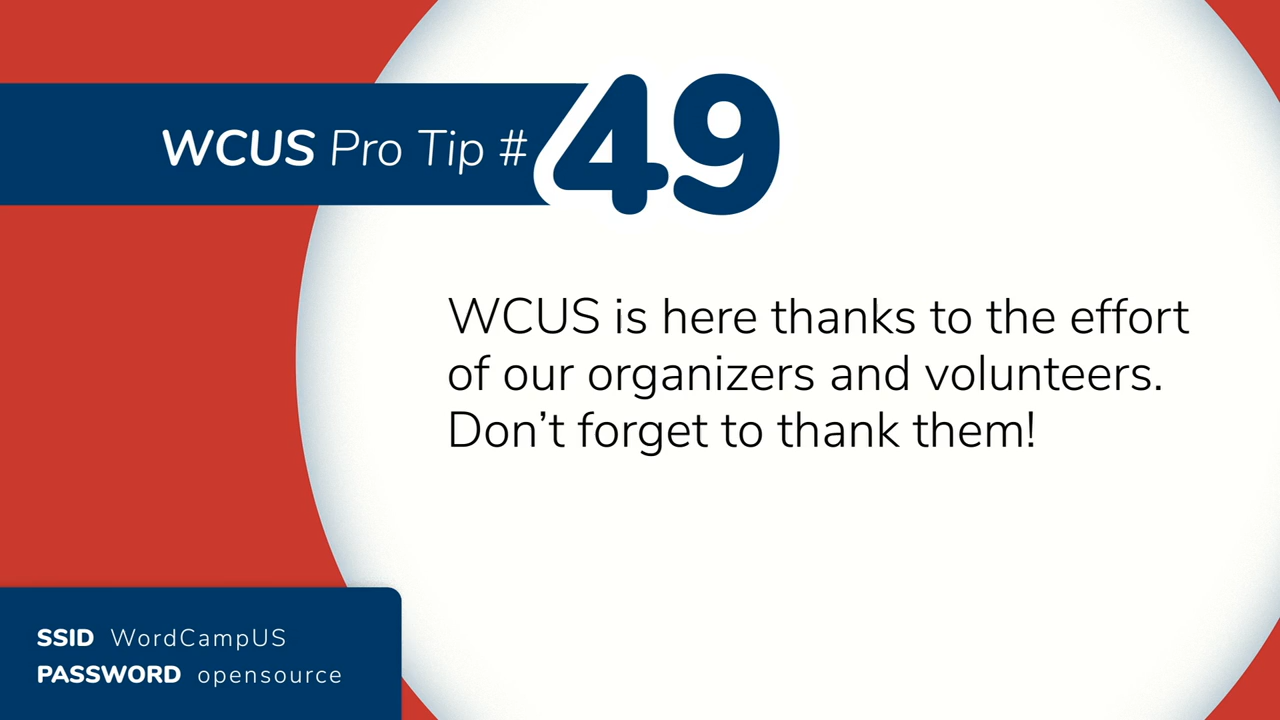 WCUS Pro Tip #49
WCUS is here thanks to the effort
of our organizers and volunteers.
Don’t forget to thank them!
SSID WordCampUS
PASSWORD opensource